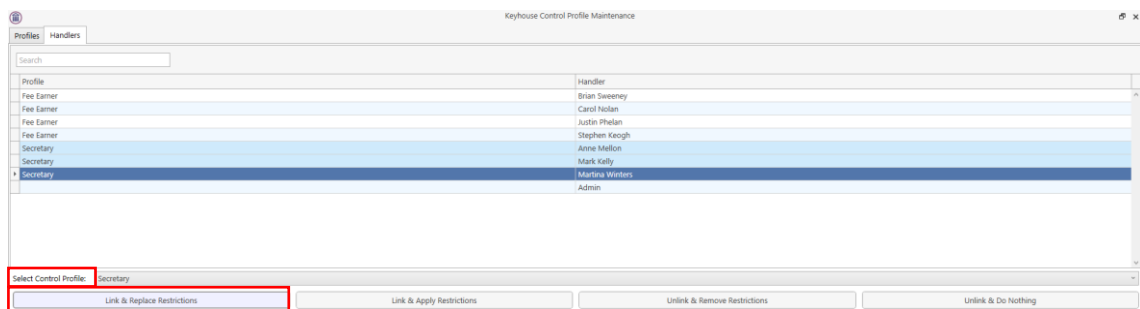 Keyhouse Control Profile Maintenance
Profiles Handlers
Search
Profile Handler
Fee Earner Brian Sweeney
Fee Earner Carol Nolan
Fee Earner Justin Phelan
Fee Earner Stephen Keogh
Secretary Anne Mellon
Secretary Mark Kelly
Secretary Martina Winters
Admin
Select Control Profile: Secretary
Link & Replace Restrictions Link & Apply Restrictions Unlink & Remove Restrictions Unlink & Do Nothing